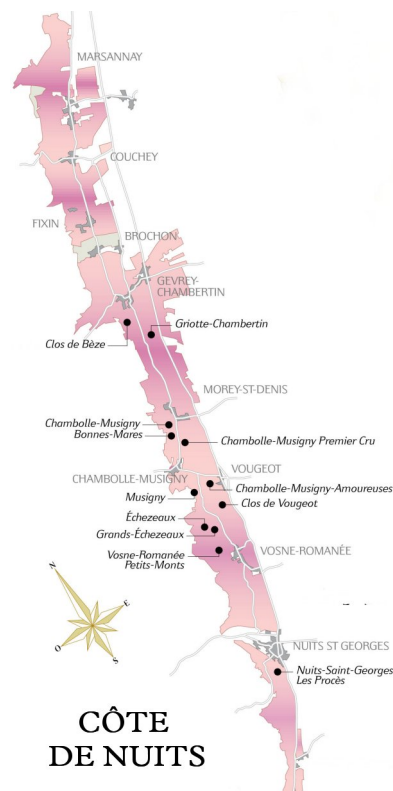 MARSANNAY
COUCHEY
FIXIN
BROCHON
GEVREY-
CHAMBERTIN
Griotte-Chambertin
Clos de Bèze
MOREY-ST-DENIS
Chambolle-Musigny
Bonnes-Mares
Chambolle-Musigny Premier Cru
CHAMBOLLE-MUSIGNY
VOUGEOT
Chambolle-Musigny-Amoureuses
Musigny
Clos de Vougeot
Échezeaux
Grands-Échezeaux
Vosne-Romanée
Petits-Monts
VOSNE-ROMANÉE
N
E
O
S
NUITS ST GEORGES
Nuits-Saint-Georges
Les Procès
CÔTE
DE NUITS